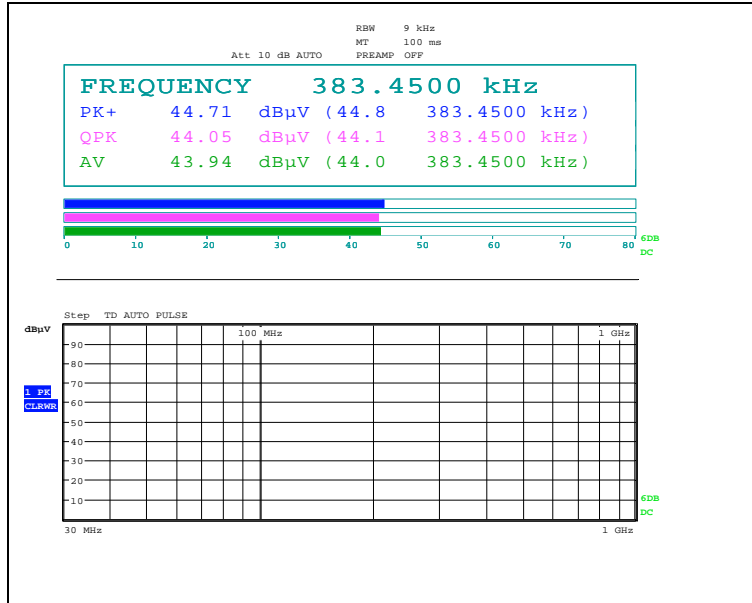 RBW 9 kHz
MT 100 ms
Att 10 dB AUTO PREAMP OFF
FREQUENCY 383.4500 kHz
PK+ 44.71 dBµV (44.8 383.4500 kHz)
QPK 44.05 dBµV (44.1 383.4500 kHz)
AV 43.94 dBµV (44.0 383.4500 kHz)
0 10 20 30 40 50 60 70 80
6DB
DC
Step TD AUTO PULSE
dBµV
100 MHz 1 GHz
90
80
70
1 PK
60
CLRWR
50
40
30
20
10
6DB
DC
30 MHz 1 GHz